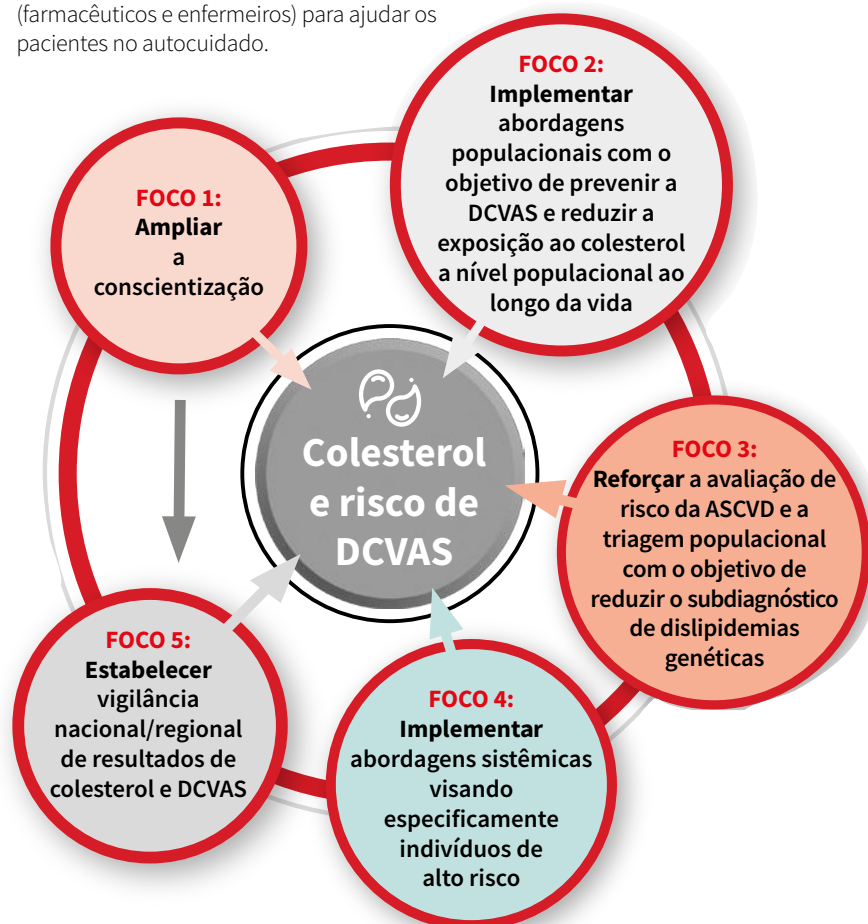 (farmacêuticos e enfermeiros) para ajudar os
pacientes no autocuidado.
FOCO 1:
Ampliar
a
conscientização
FOCO 2:
Implementar
abordagens
populacionais com o
objetivo de prevenir a
DCVAS e reduzir a
exposição ao colesterol
a nível populacional ao
longo da vida
FOCO 3:
Reforçar a avaliação de
risco da ASCVD e a
triagem populacional
com o objetivo de
reduzir o subdiagnóstico
de dislipidemias
genéticas
FOCO 4:
Implementar
abordagens sistêmicas
visando
especificamente
indivíduos de
alto risco
FOCO 5:
Estabelecer
vigilância
nacional/regional
de resultados de
colesterol e DCVAS
Colesterol
e risco de
DCVAS